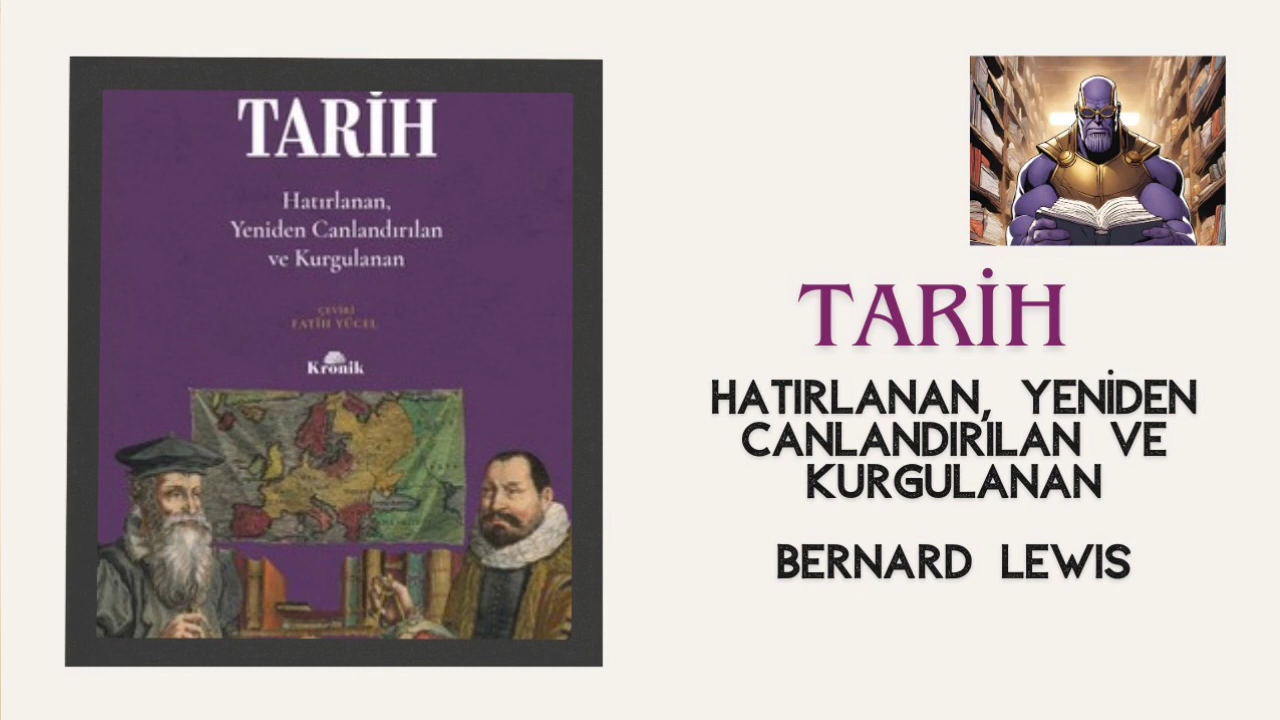 TARİH
Hatırlanan,
Yeniden Canlandırılan
ve Kurgulanan
ÇEVİRİ
FATİH YÜCEL
Kronik
TARİH
HATIRLANAN, YENİDEN
CANLANDIRILAN VE
KURGULANAN
BERNARD LEWIS